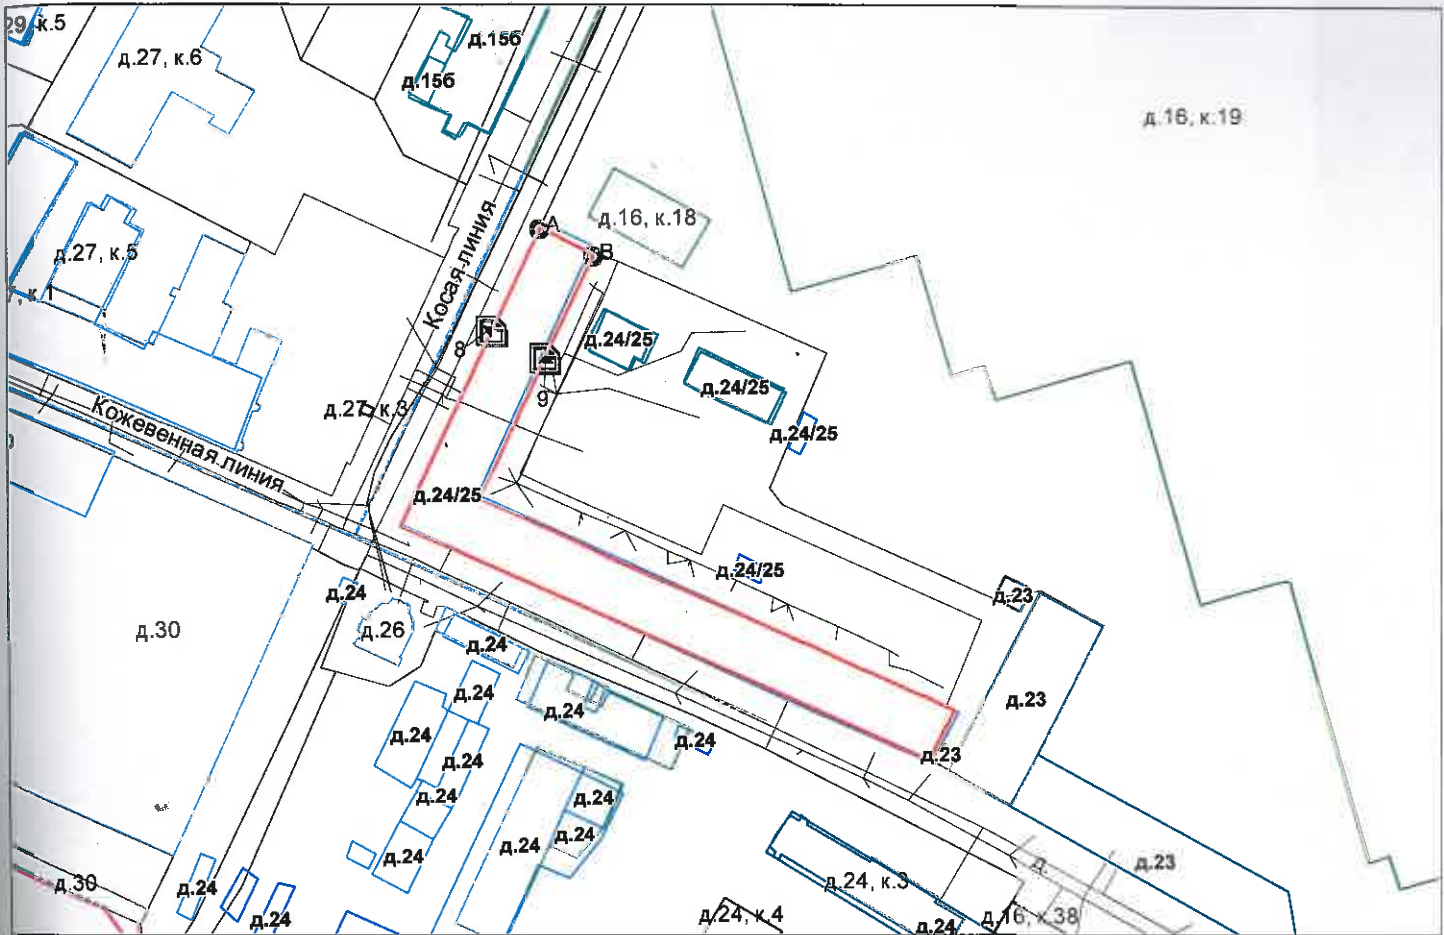 29, к.5
д.15б
д.27, к.6
д.15б
д.16, к.19
д.16, к.18
А
В
д.27, к.5
Косая линия
8
9
д.24/25
д.24/25
д.24/25
д.27, к.3
Кожевенная линия
д.24/25
д.24/25
д.24
д.23
д.30
д.26
д.24
д.24
д.24
д.23
д.24
д.24
д.23
д.24
д.24
д.24
д.24
д.24
д.24
д.24
д.23
д.30
д.24
д.24, к.3
д.24
д.24, к.4
д.16, к.38
д.24
д.